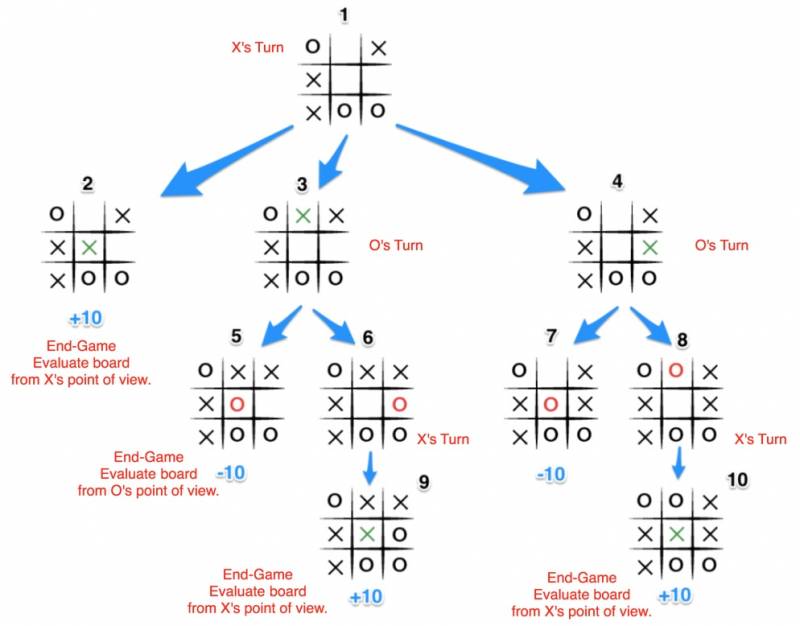 1
X's Turn
O X
X
X O O
2
3
4
O X
X X
X O O
O X X
X
X O O
O's Turn
O X
X X
X O O
O's Turn
+10
End-Game
Evaluate board
from X's point of view.
5
6
7
8
O X X
X O
X O O
O X X
X O
X O O
X's Turn
O X
X O X
X O O
O O X
X X
X O O
X's Turn
End-Game
Evaluate board
from O's point of view.
-10
-10
9
10
O X X
X X O
X O O
O O X
X X X
X O O
End-Game
Evaluate board
from X's point of view.
+10
End-Game
Evaluate board
from X's point of view.
+10